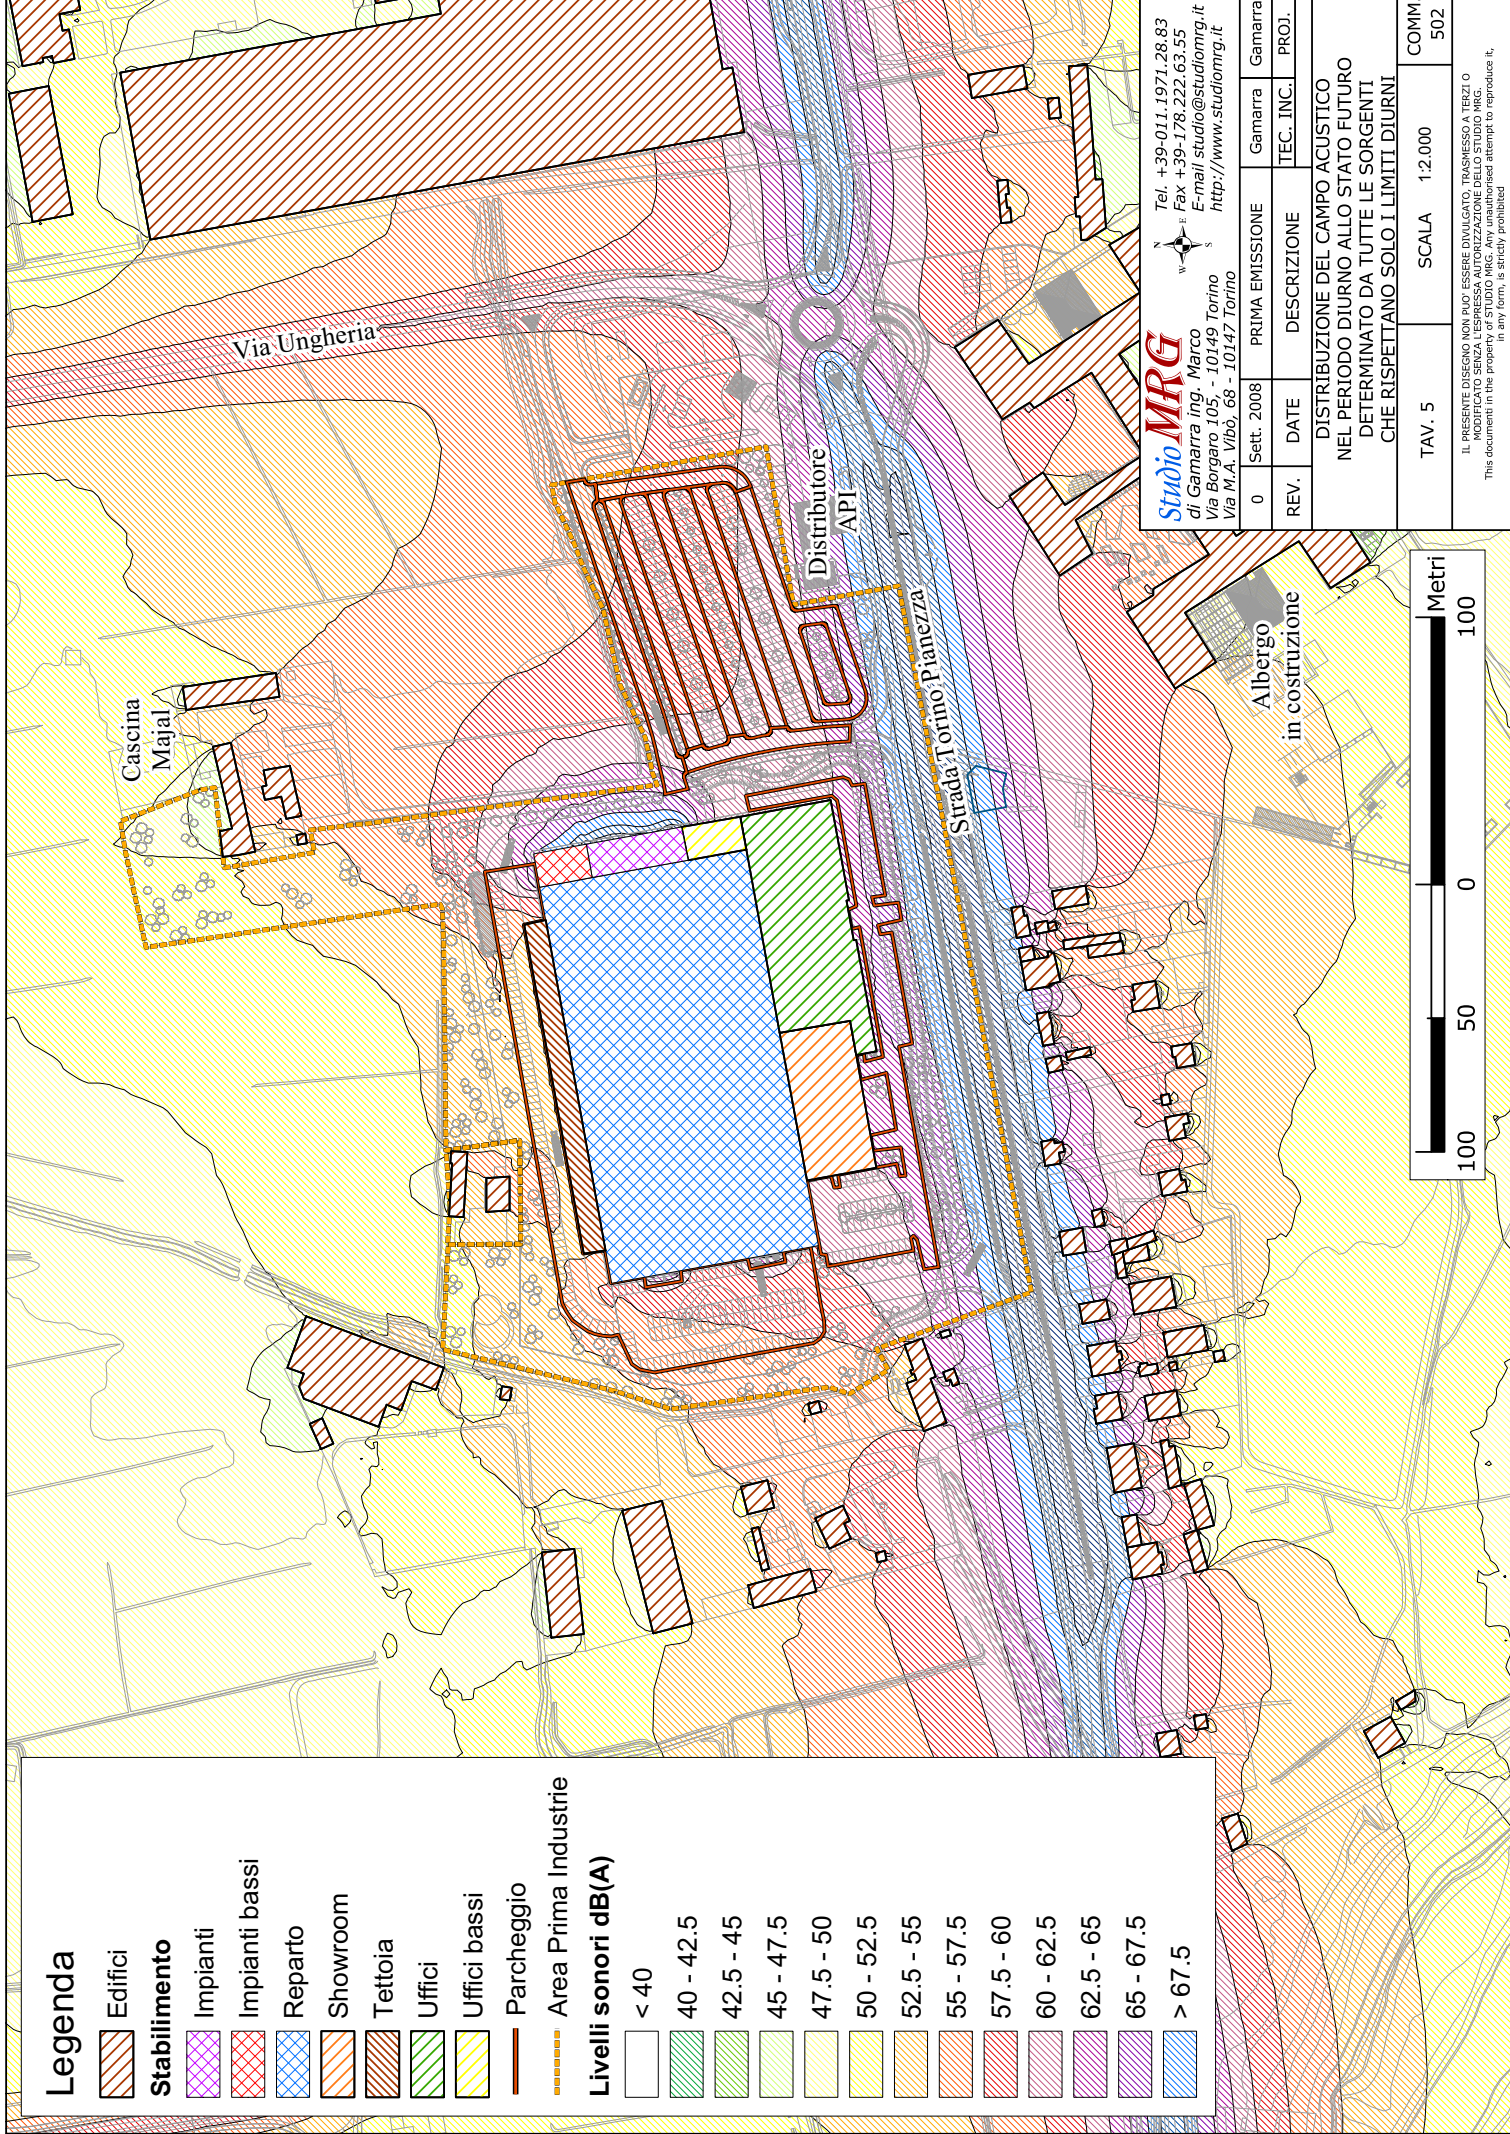 Legenda
Edifici
Stabilimento
Impianti
Impianti bassi
Reparto
Showroom
Tettoia
Uffici
Uffici bassi
Parcheggio
Area Prima Industrie
Livelli sonori dB(A)
< 40
40 - 42.5
42.5 - 45
45 - 47.5
47.5 - 50
50 - 52.5
52.5 - 55
55 - 57.5
57.5 - 60
60 - 62.5
62.5 - 65
65 - 67.5
> 67.5
Cascina
Majal
Via Ungheria
Distributore
API
Strada Torino Pianezza
Albergo
in costruzione
100 50 0 100
Metri
Studio MRG
di Gamarra ing. Marco
Via Borgaro 105, - 10149 Torino
Via M.A. Vibò, 68 - 10147 Torino
N
W E
S
Tel. +39-011.1971.28.83
Fax +39-178.222.63.55
E-mail studio@studiomrg.it
http://www.studiomrg.it
0 Sett. 2008 PRIMA EMISSIONE Gamarra Gamarra
REV. DATE DESCRIZIONE TEC. INC. PROJ.
DISTRIBUZIONE DEL CAMPO ACUSTICO
NEL PERIODO DIURNO ALLO STATO FUTURO
DETERMINATO DA TUTTE LE SORGENTI
CHE RISPETTANO SOLO I LIMITI DIURNI
TAV. 5 SCALA 1:2.000 COMM.
502
IL PRESENTE DISEGNO NON PUO' ESSERE DIVULGATO, TRASMESSO A TERZI O
MODIFICATO SENZA L'ESPRESSA AUTORIZZAZIONE DELLO STUDIO MRG.
This documenti in the property of STUDIO MRG. Any unauthorised attempt to reproduce it,
in any form, is strictly prohibited